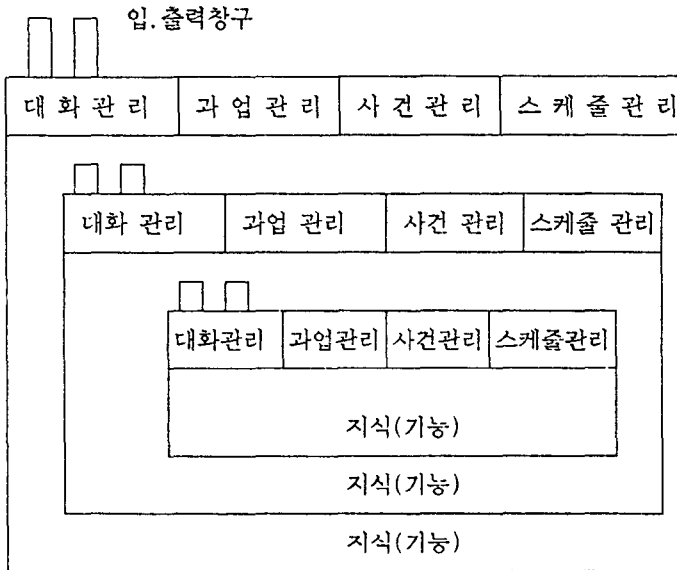 입.출력창구
대 화 관 리 과 업 관 리 사 건 관 리 스 케 줄 관 리
대화 관리 과업 관리 사건 관리 스케줄 관리
대화관리 과업관리 사건관리 스케줄관리
지식(기능)
지식(기능)
지식(기능)